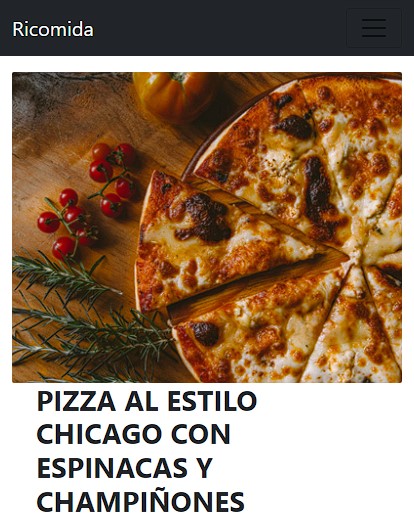 Ricomida
PIZZA AL ESTILO
CHICAGO CON
ESPINACAS Y
CHAMPIÑONES